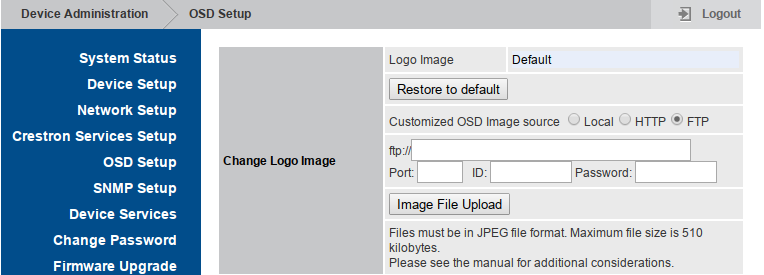 Device Administration OSD Setup Logout
System Status
Device Setup
Network Setup
Crestron Services Setup
OSD Setup
SNMP Setup
Device Services
Change Password
Firmware Upgrade
Change Logo Image
Logo Image Default
Restore to default
Customized OSD Image source Local HTTP FTP
ftp://
Port: ID: Password:
Image File Upload
Files must be in JPEG file format. Maximum file size is 510
kilobytes.
Please see the manual for additional considerations.